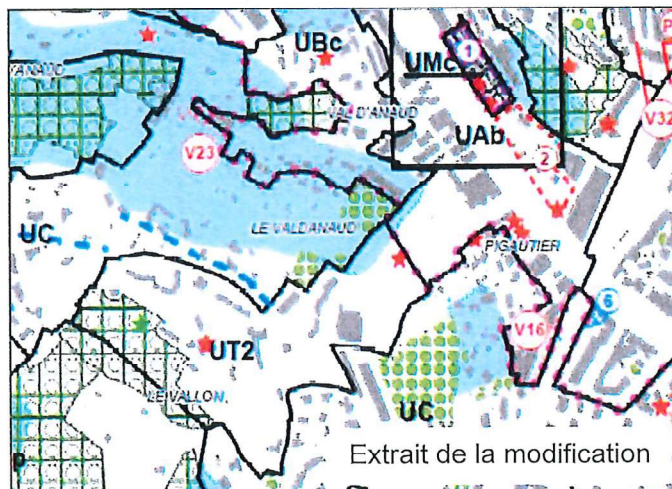 UBc
1
UMc
UAb
VAL D'ANAUD
V32
V23
2
UC
LE VALDANAUD
PIGAUTIER
6
V16
UT2
LE VALLON
UC
Extrait de la modification